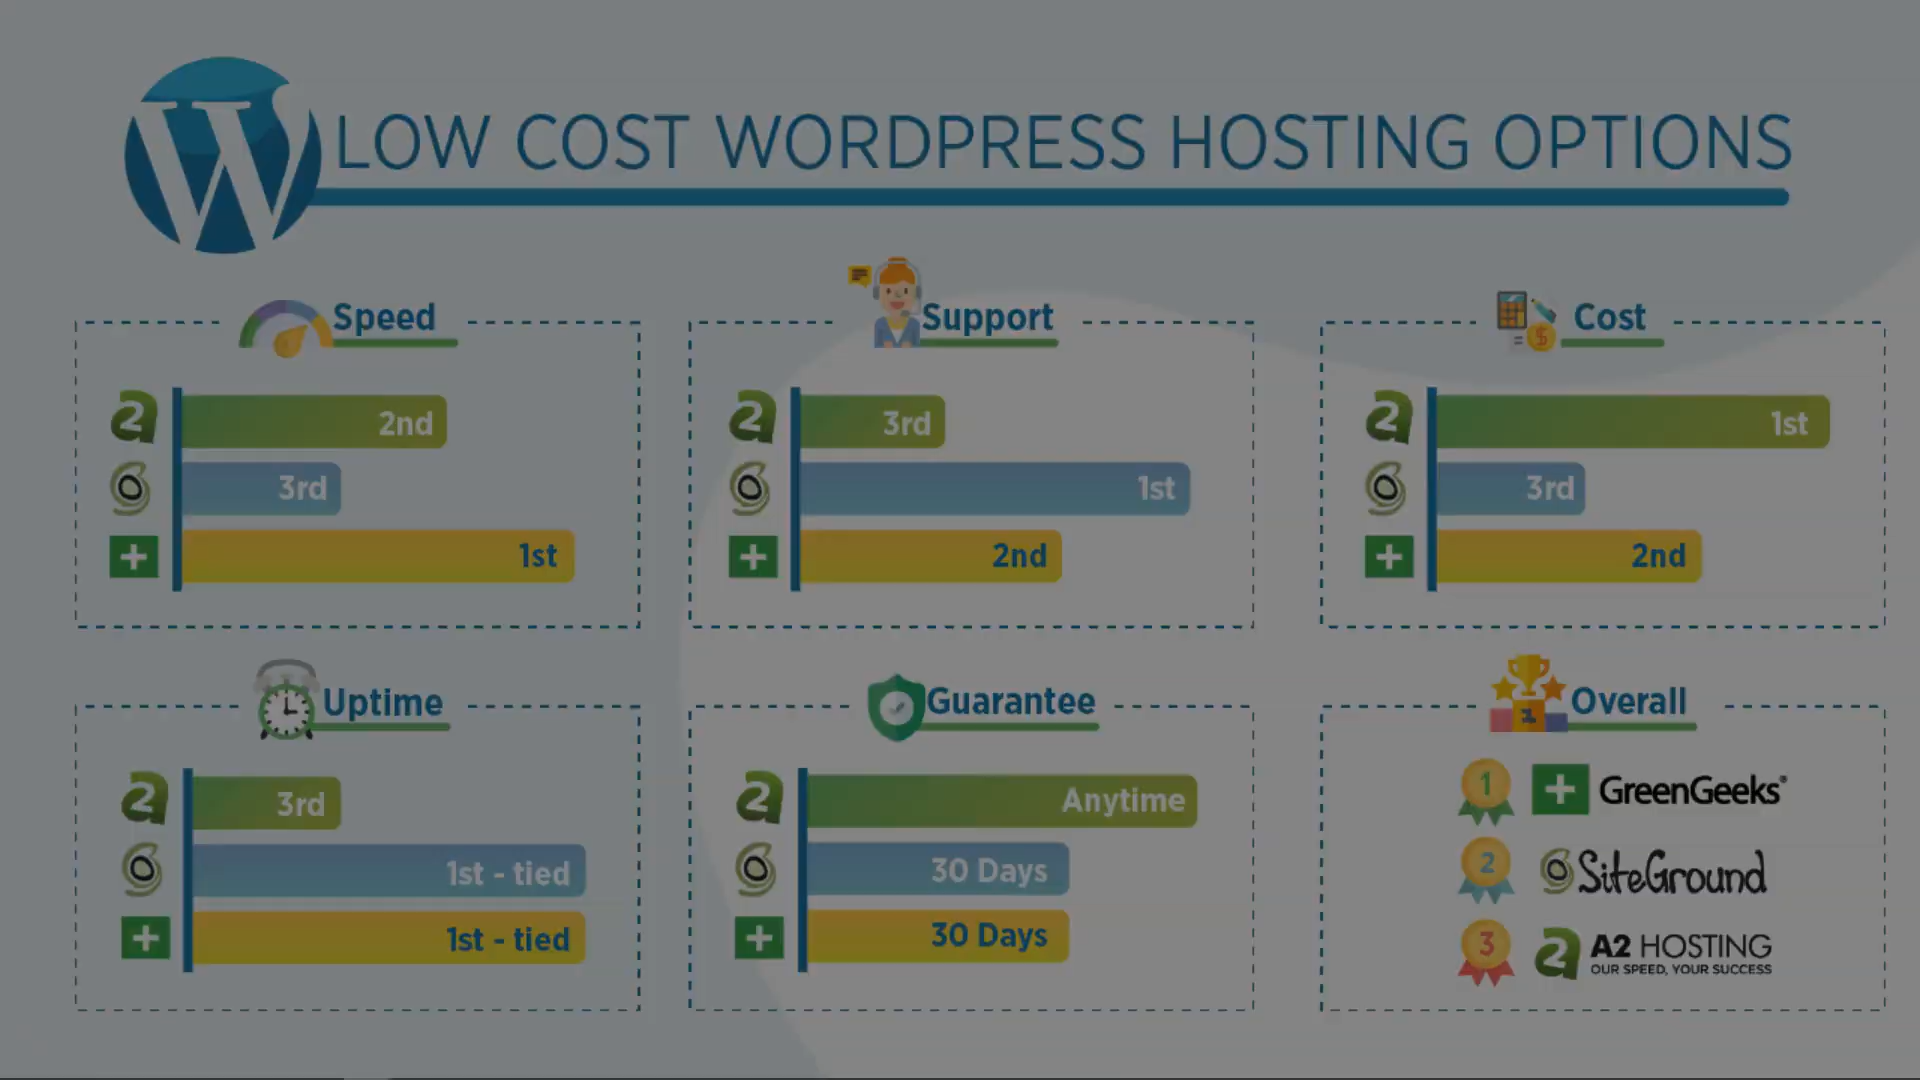 LOW COST WORDPRESS HOSTING OPTIONS
Speed
2nd
3rd
1st
Support
3rd
1st
2nd
Cost
1st
3rd
2nd
Uptime
3rd
1st - tied
1st - tied
Guarantee
Anytime
30 Days
30 Days
Overall
1 GreenGeeks®
2 SiteGround
3 A2 HOSTING
OUR SPEED, YOUR SUCCESS